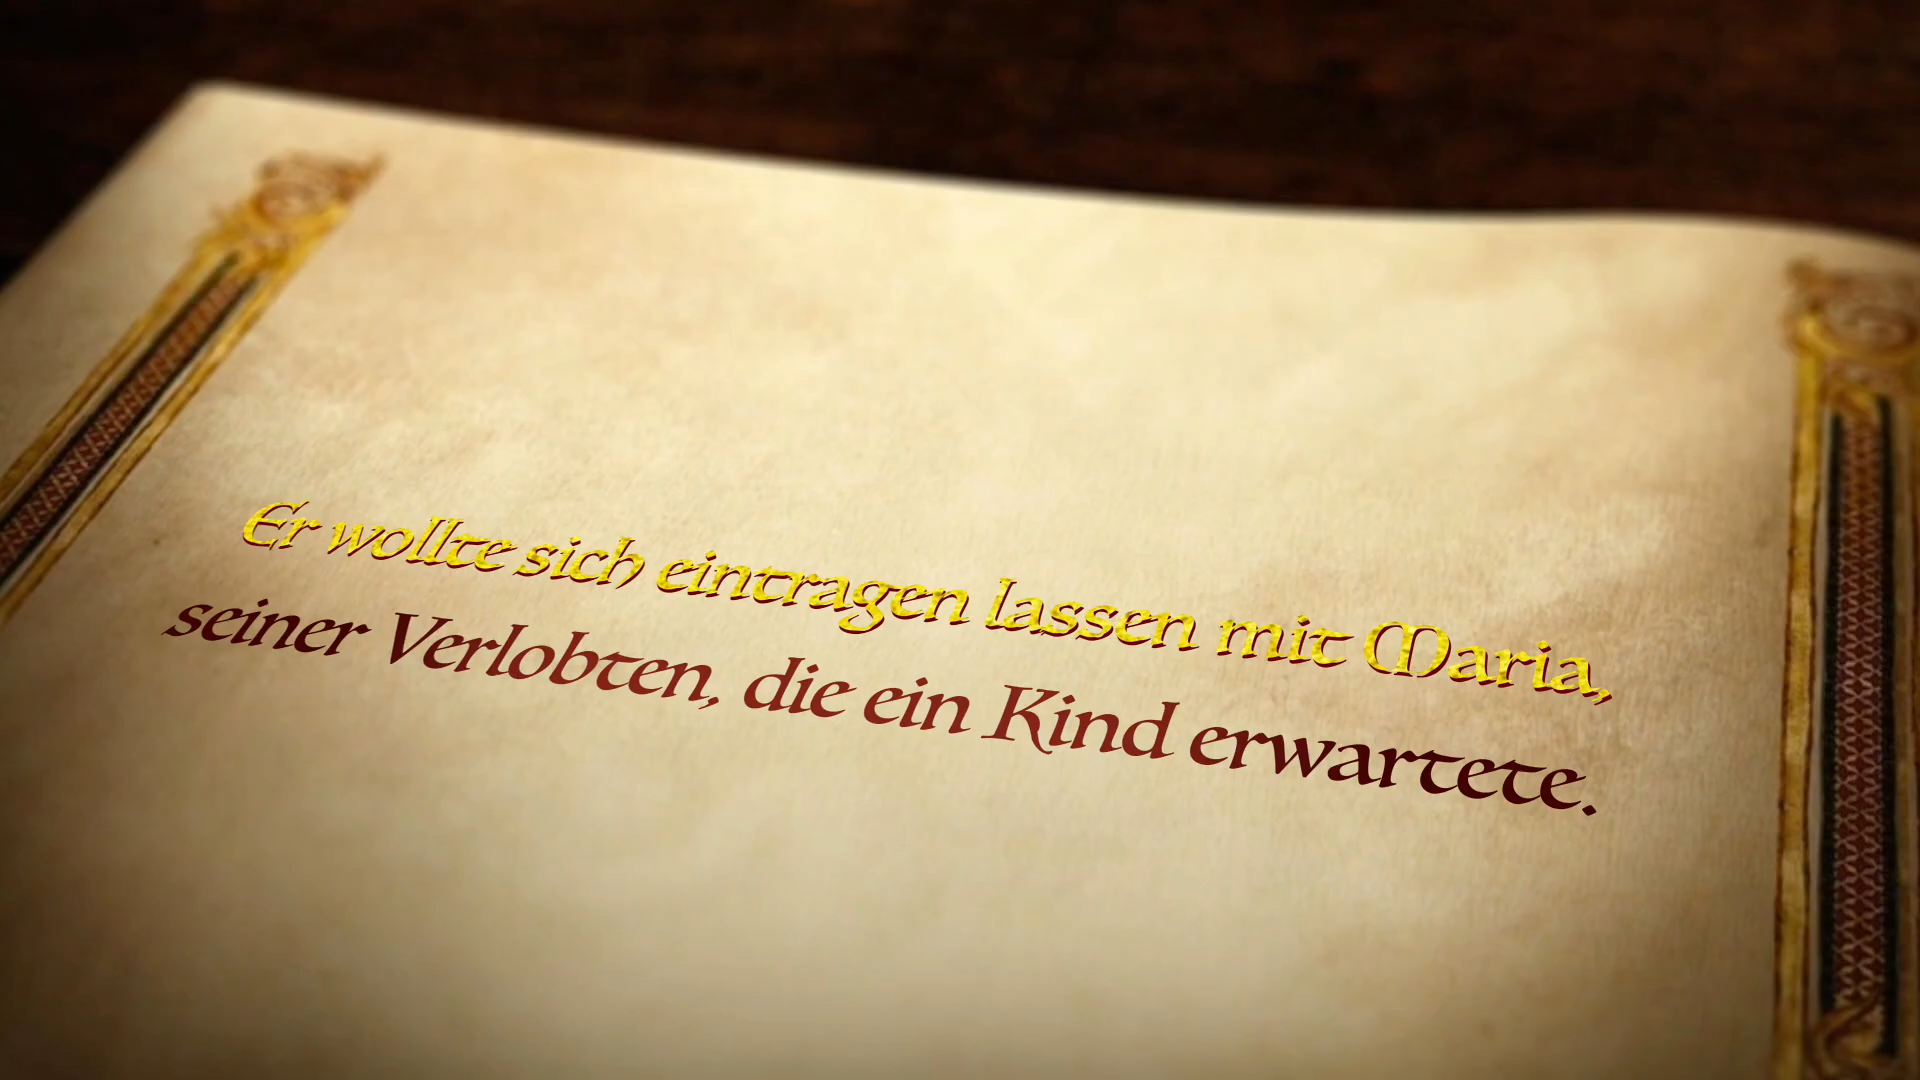 Er wollte sich eintragen lassen mit Maria,
seiner Verlobten, die ein Kind erwartete.